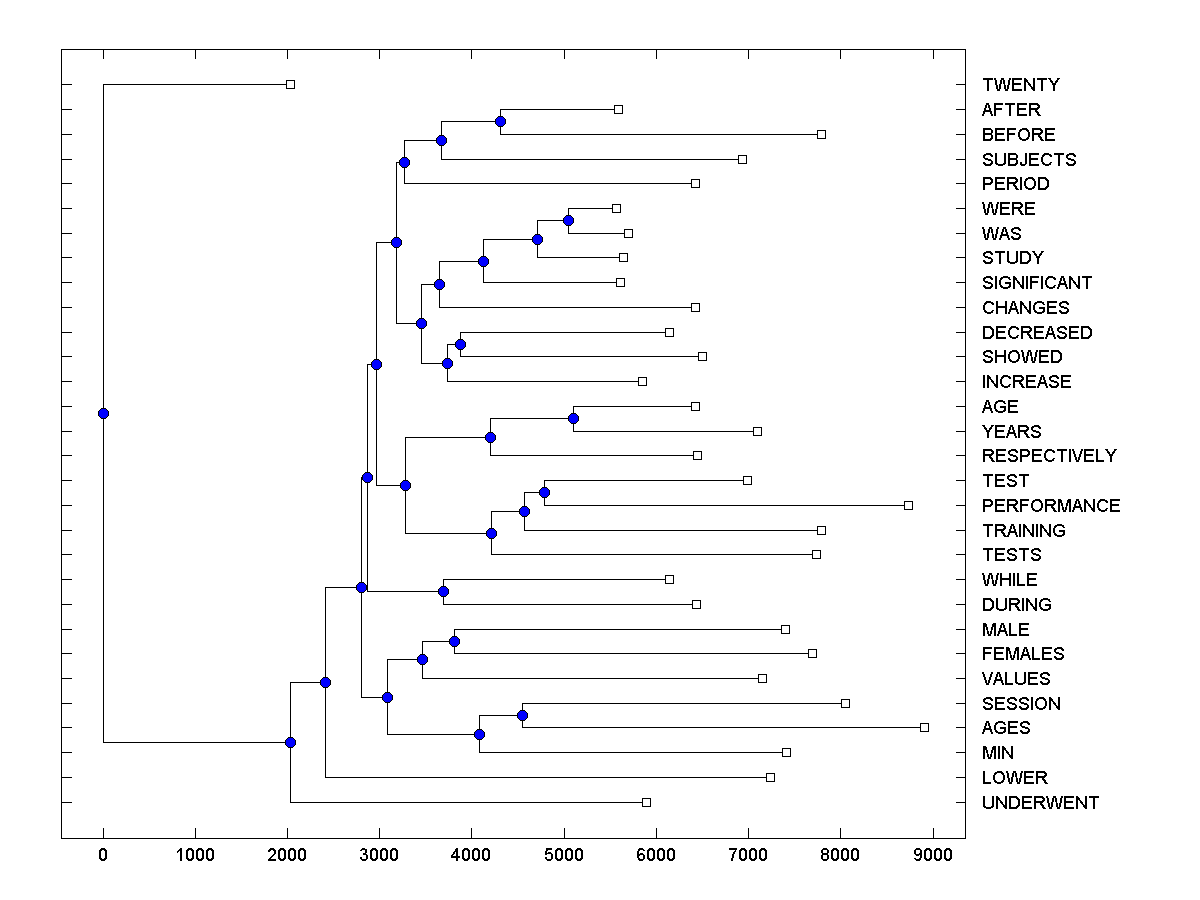 TWENTY
AFTER
BEFORE
SUBJECTS
PERIOD
WERE
WAS
STUDY
SIGNIFICANT
CHANGES
DECREASED
SHOWED
INCREASE
AGE
YEARS
RESPECTIVELY
TEST
PERFORMANCE
TRAINING
TESTS
WHILE
DURING
MALE
FEMALES
VALUES
SESSION
AGES
MIN
LOWER
UNDERWENT
0 1000 2000 3000 4000 5000 6000 7000 8000 9000